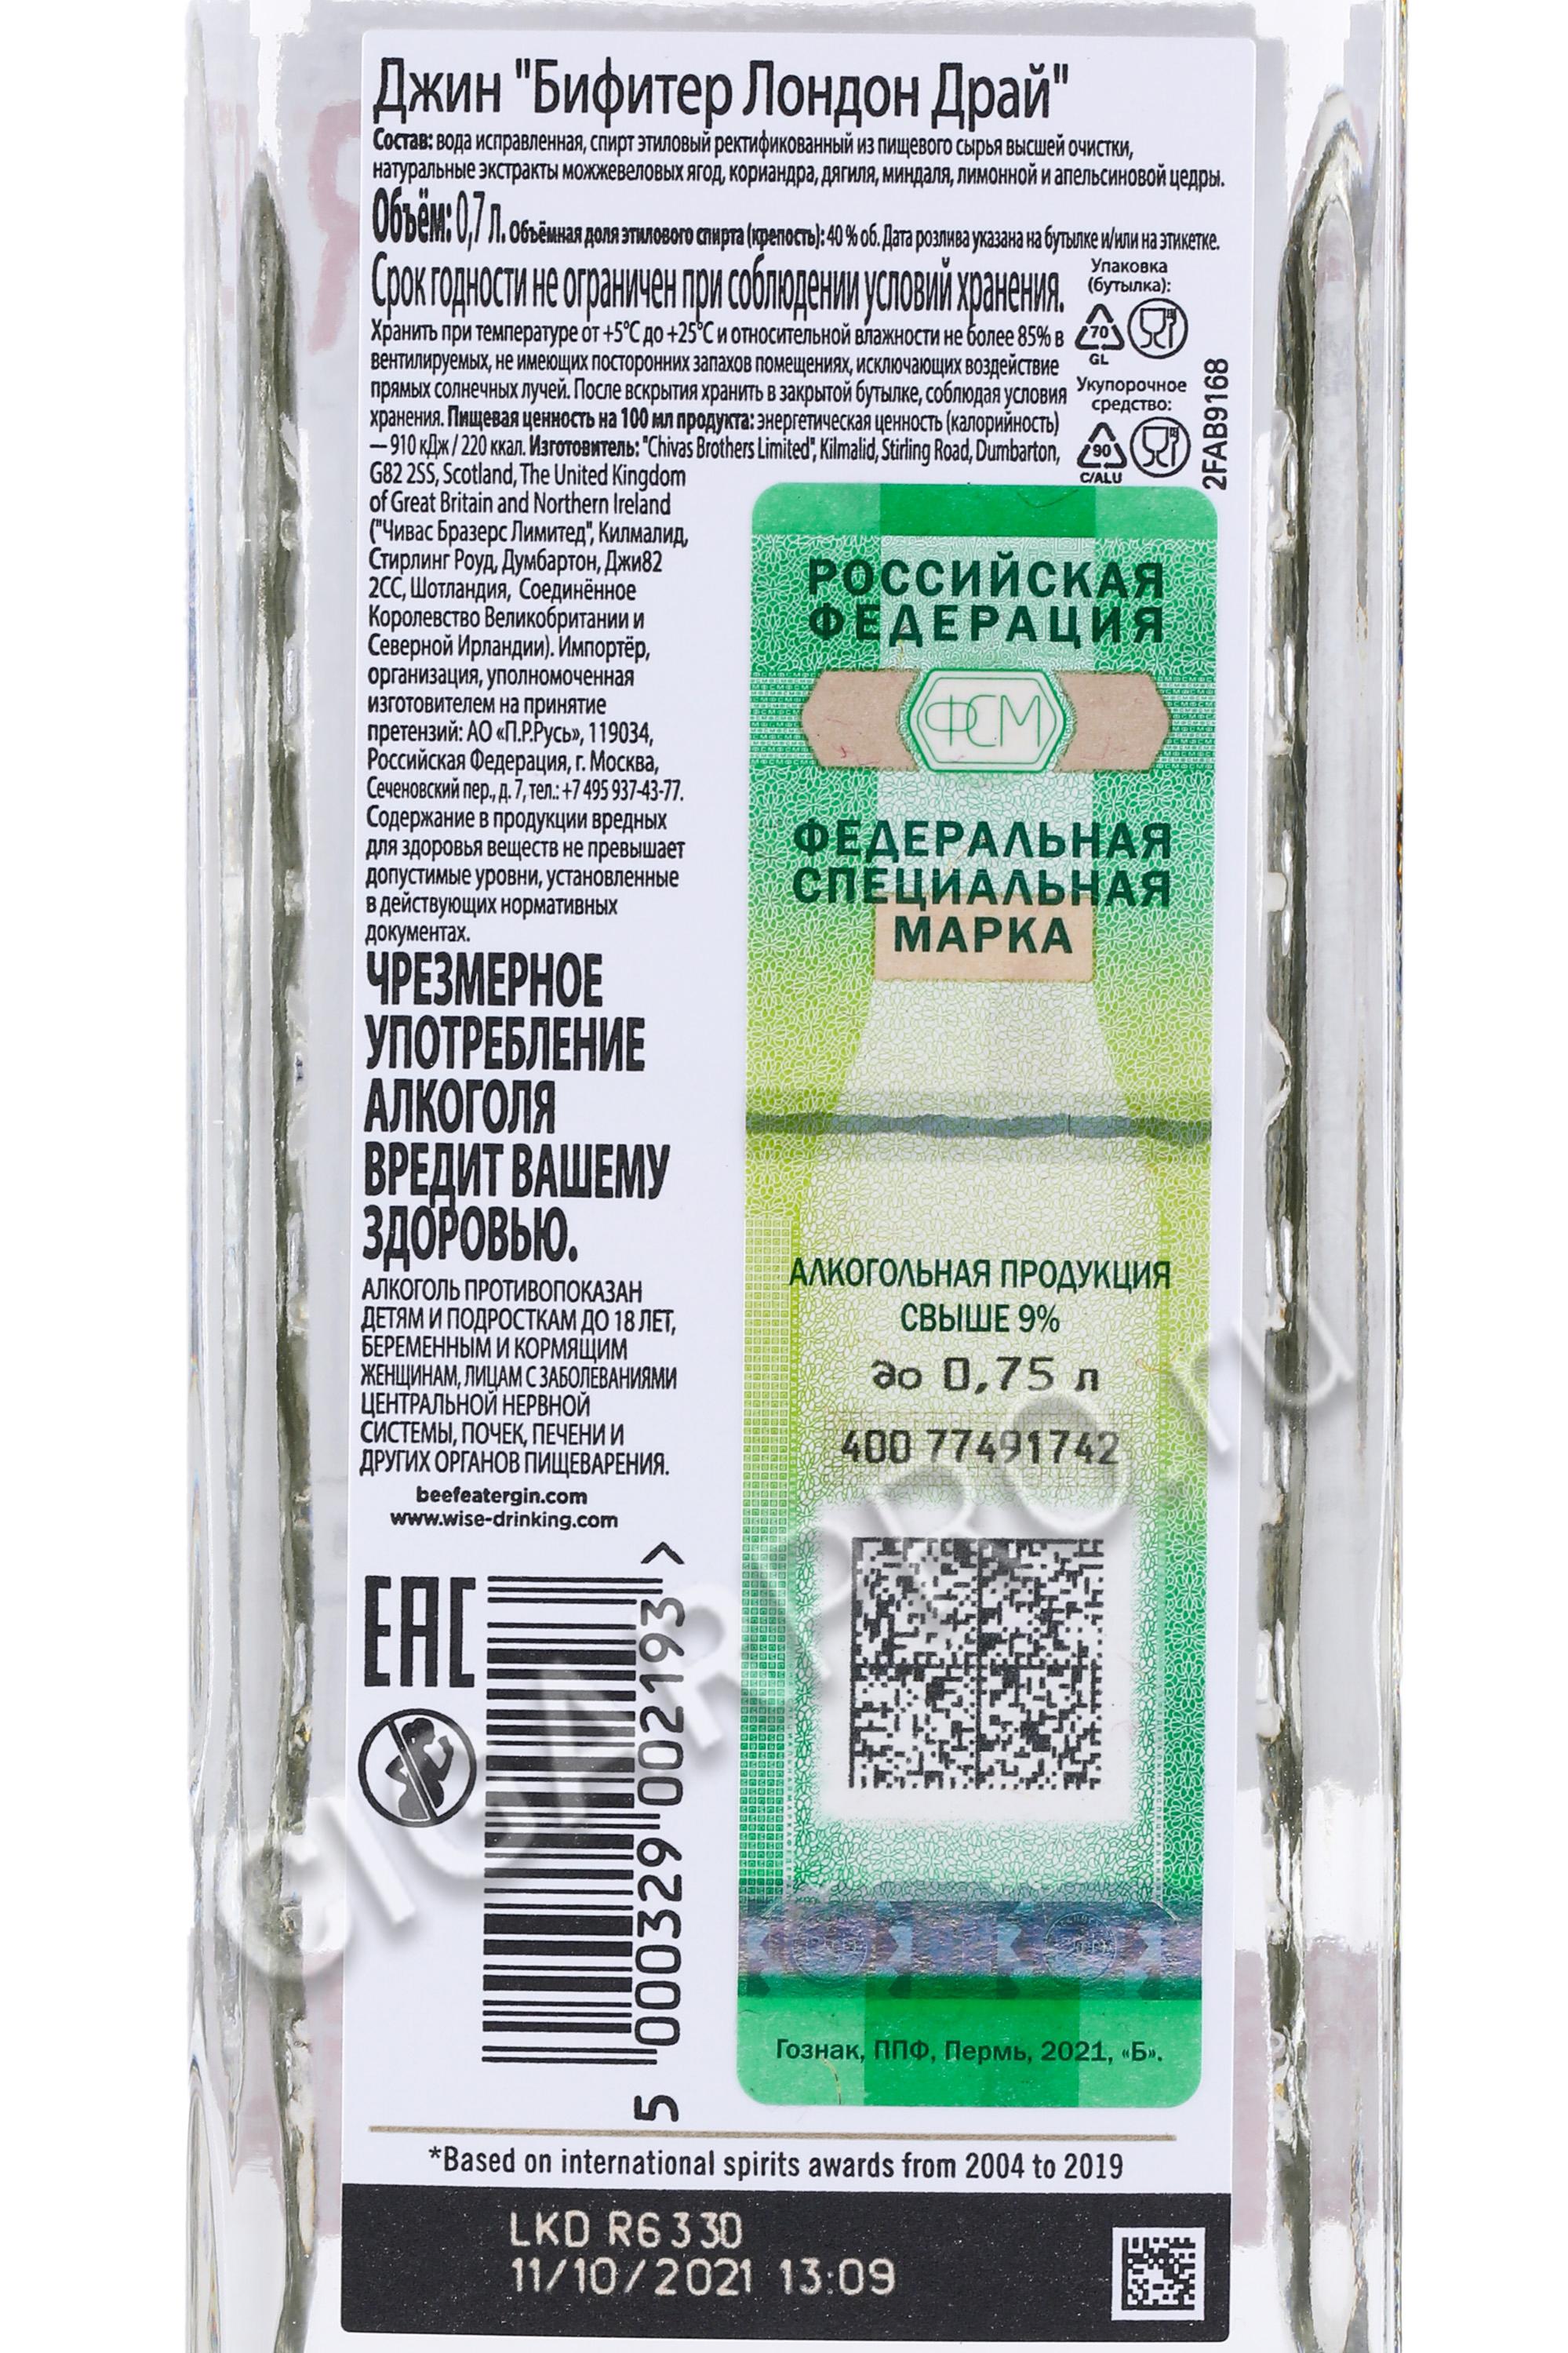 Джин "Бифитер Лондон Драй"
Состав: вода исправленная, спирт этиловый ректификованный из пищевого сырья высшей очистки,
натуральные экстракты можжевеловых ягод, кориандра, дягиля, миндаля, лимонной и апельсиновой цедры.
Объём: 0,7 л. Объёмная доля этилового спирта (крепость): 40 % об. Дата розлива указана на бутылке и/или на этикетке.
Срок годности не ограничен при соблюдении условий хранения.
Хранить при температуре от +5°С до +25°С и относительной влажности не более 85% в
вентилируемых, не имеющих посторонних запахов помещениях, исключающих воздействие
прямых солнечных лучей. После вскрытия хранить в закрытой бутылке, соблюдая условия
хранения. Пищевая ценность на 100 мл продукта: энергетическая ценность (калорийность)
— 910 кДж / 220 ккал. Изготовитель: "Chivas Brothers Limited", Kilmalid, Stirling Road, Dumbarton,
G82 2SS, Scotland, The United Kingdom
of Great Britain and Northern Ireland
("Чивас Бразерс Лимитед", Килмалид,
Стирлинг Роуд, Думбартон, Джи82
2СС, Шотландия, Соединённое
Королевство Великобритании и
Северной Ирландии). Импортёр,
организация, уполномоченная
изготовителем на принятие
претензий: АО «П.Р.Русь», 119034,
Российская Федерация, г. Москва,
Сеченовский пер., д. 7, тел.: +7 495 937-43-77.
Содержание в продукции вредных
для здоровья веществ не превышает
допустимые уровни, установленные
в действующих нормативных
документах.
ЧРЕЗМЕРНОЕ
УПОТРЕБЛЕНИЕ
АЛКОГОЛЯ
ВРЕДИТ ВАШЕМУ
ЗДОРОВЬЮ.
АЛКОГОЛЬ ПРОТИВОПОКАЗАН
ДЕТЯМ И ПОДРОСТКАМ ДО 18 ЛЕТ,
БЕРЕМЕННЫМ И КОРМЯЩИМ
ЖЕНЩИНАМ, ЛИЦАМ С ЗАБОЛЕВАНИЯМИ
ЦЕНТРАЛЬНОЙ НЕРВНОЙ
СИСТЕМЫ, ПОЧЕК, ПЕЧЕНИ И
ДРУГИХ ОРГАНОВ ПИЩЕВАРЕНИЯ.
beefeatergin.com
www.wise-drinking.com
EAC
5 000329 002193 >
Упаковка
(бутылка):
70
GL
Укупорочное
средство:
90
C/ALU
2FAB9168
РОССИЙСКАЯ
ФЕДЕРАЦИЯ
ФСМ
ФЕДЕРАЛЬНАЯ
СПЕЦИАЛЬНАЯ
МАРКА
АЛКОГОЛЬНАЯ ПРОДУКЦИЯ
СВЫШЕ 9%
до 0,75 л
400 77491742
Гознак, ППФ, Пермь, 2021, «Б».
*Based on international spirits awards from 2004 to 2019
LKD R6330
11/10/2021 13:09
CIGARPRO.ru